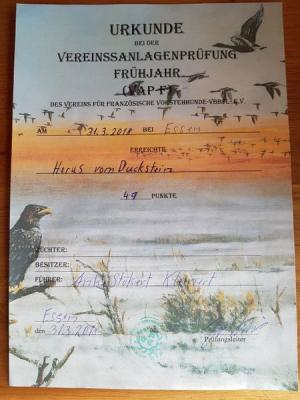 URKUNDE
BEI DER
VEREINSSANLAGENPRÜFUNG
FRÜHJAHR
(VAP-F)
DES VEREINS FÜR FRANZÖSISCHE VORSTEHHUNDE-VBBFL- E.V.
AM 31.3.2018 BEI Essen
ERREICHTE
Horus vom Duckstein
49 PUNKTE
ZÜCHTER:
BESITZER:
FÜHRER:
Essen
den 31.3.2018
Prüfungsleiter